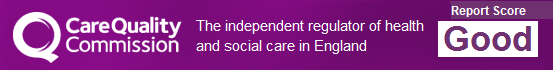 CareQuality
Commission
The independent regulator of health
and social care in England
Report Score
Good